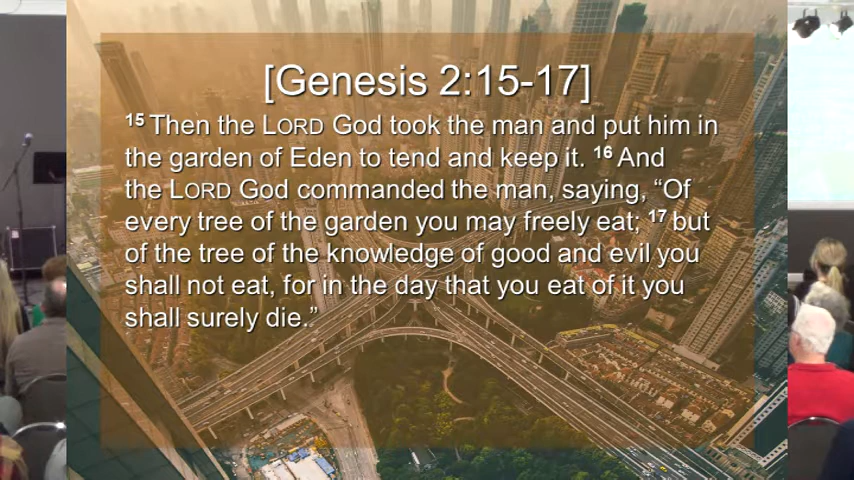 [Genesis 2:15-17]
15 Then the LORD God took the man and put him in
the garden of Eden to tend and keep it. 16 And
the LORD God commanded the man, saying, “Of
every tree of the garden you may freely eat; 17 but
of the tree of the knowledge of good and evil you
shall not eat, for in the day that you eat of it you
shall surely die.”